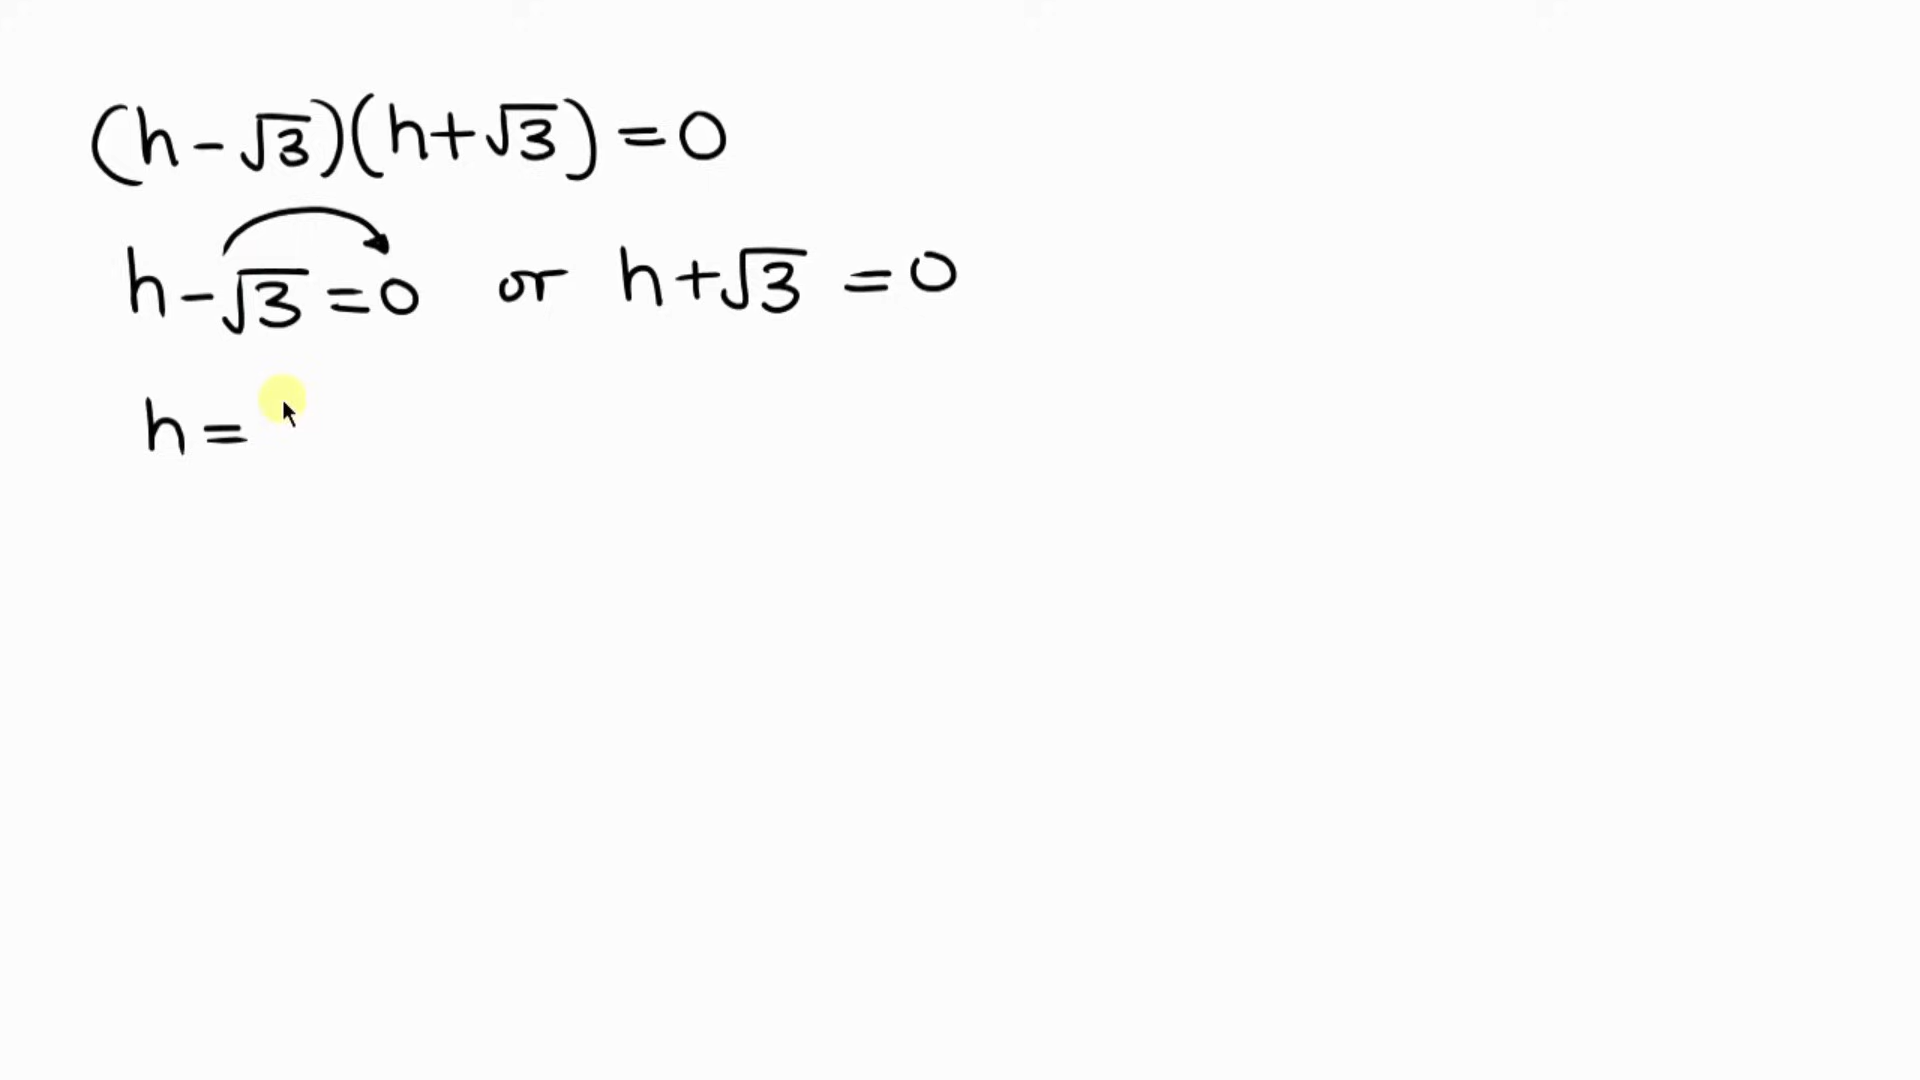 (h-√3)(h+√3)=0
h-√3=0 or h+√3=0
h=